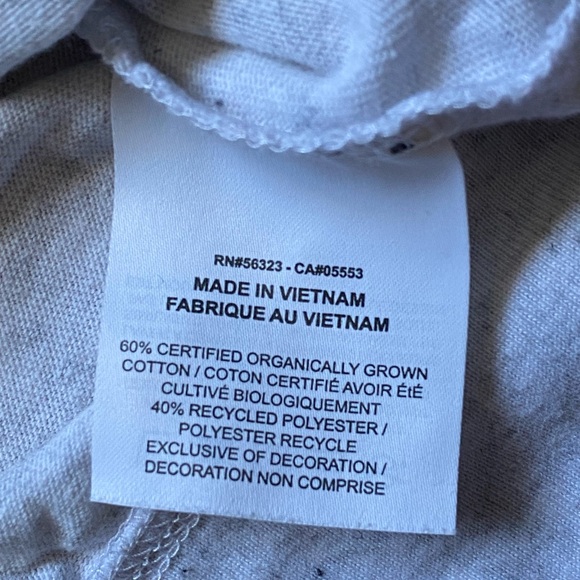 RN#56323 - CA#05553
MADE IN VIETNAM
FABRIQUE AU VIETNAM
60% CERTIFIED ORGANICALLY GROWN
COTTON / COTON CERTIFIÉ AVOIR ÉtÉ
CULTIVÉ BIOLOGIQUEMENT
40% RECYCLED POLYESTER /
POLYESTER RECYCLE
EXCLUSIVE OF DECORATION /
DECORATION NON COMPRISE